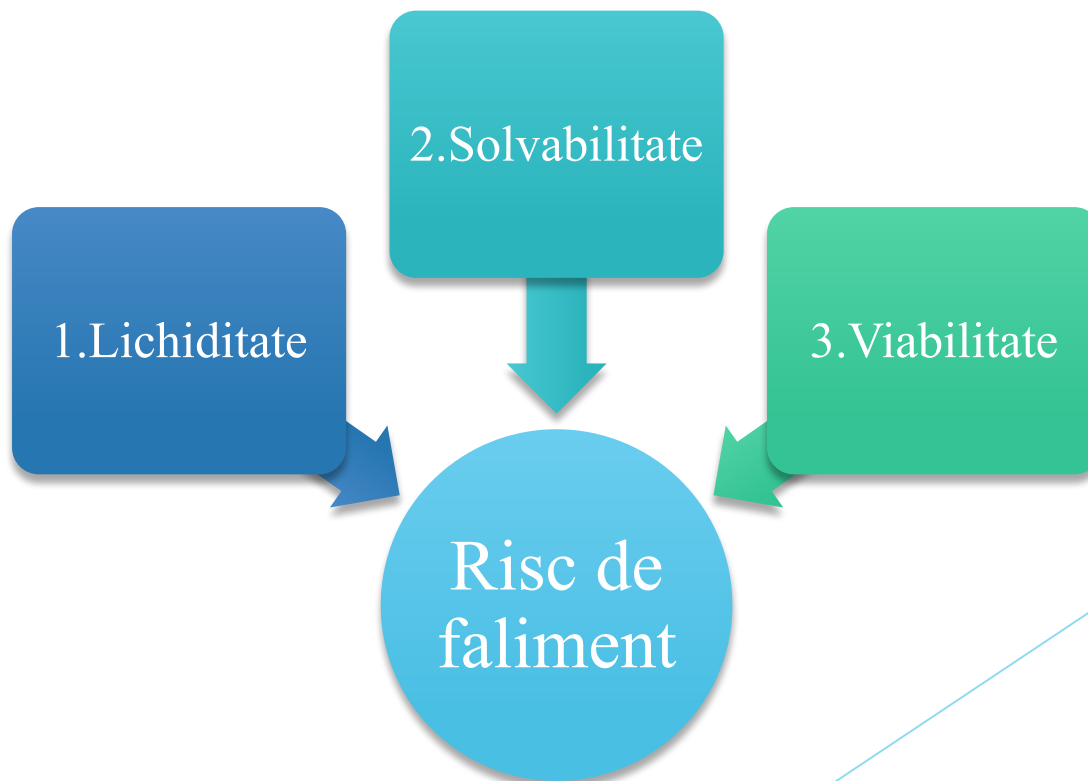 1.Lichiditate
2.Solvabilitate
3.Viabilitate
Risc de
faliment